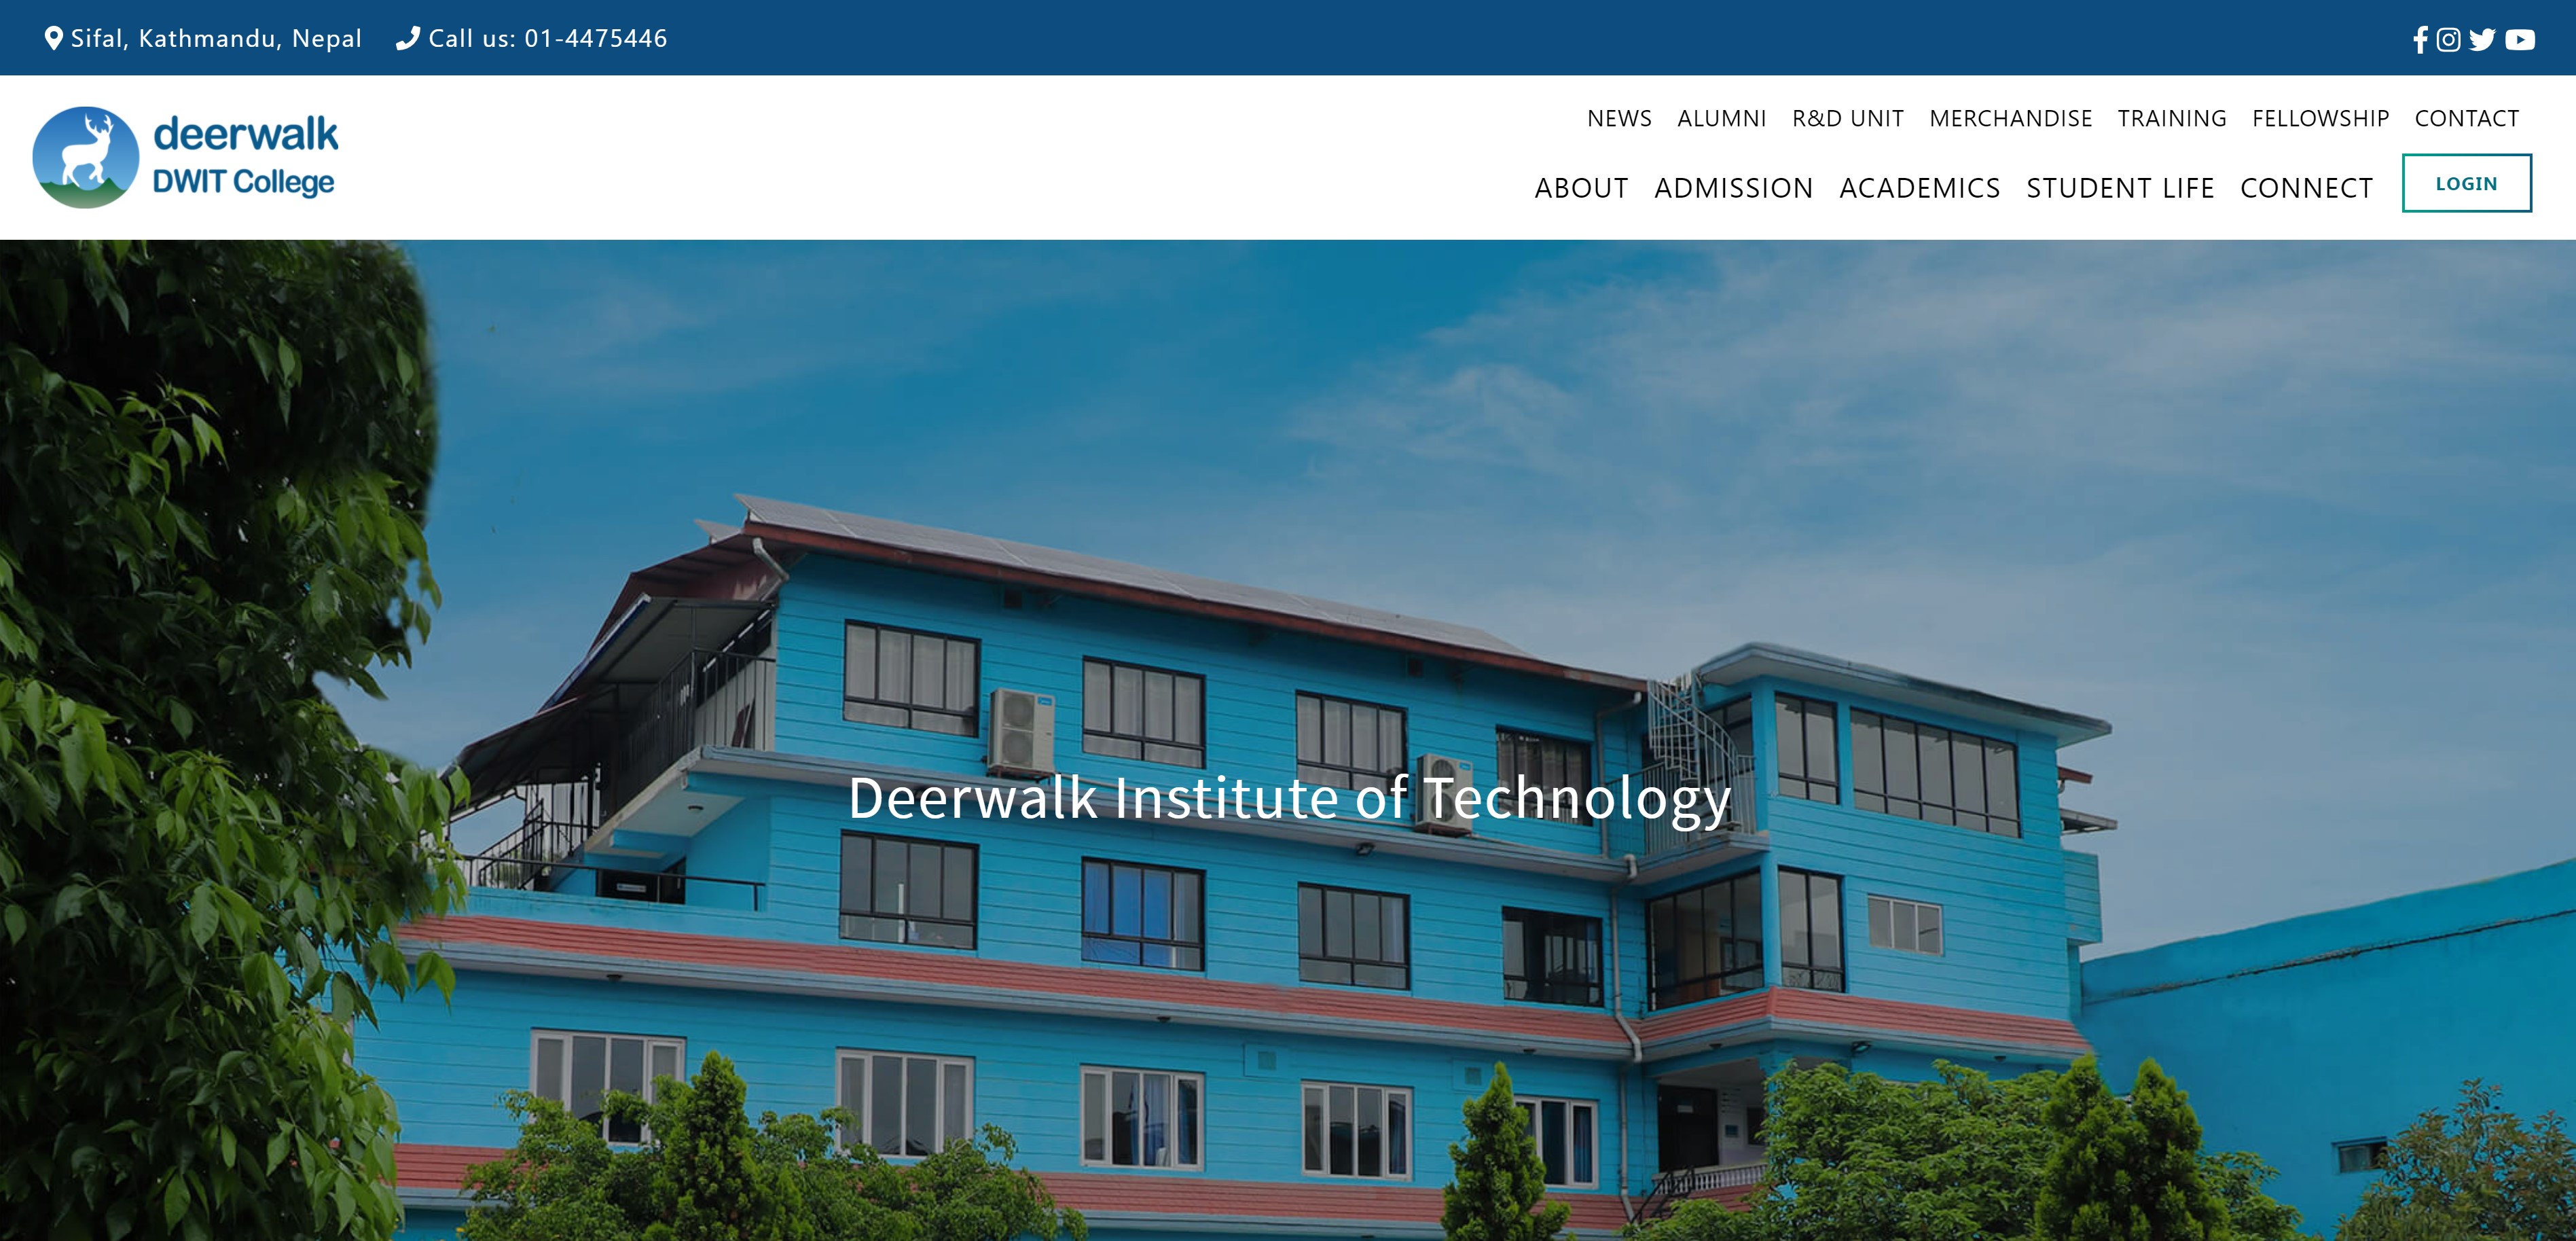 Sifal, Kathmandu, Nepal Call us: 01-4475446
deerwalk
DWIT College
NEWS ALUMNI R&D UNIT MERCHANDISE TRAINING FELLOWSHIP CONTACT
ABOUT ADMISSION ACADEMICS STUDENT LIFE CONNECT LOGIN
Deerwalk Institute of Technology